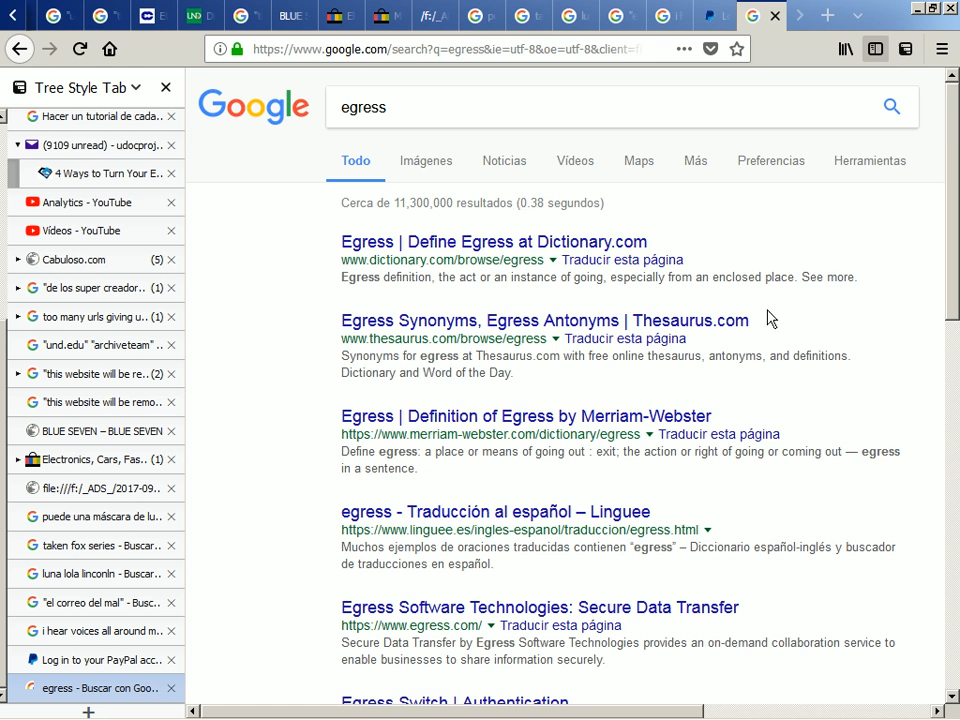 BLUE S
/f:/_A
https://www.google.com/search?q=egress&ie=utf-8&oe=utf-8&client=f
Tree Style Tab
Hacer un tutorial de cada..
(9109 unread) - udocproj..
4 Ways to Turn Your E..
Analytics - YouTube
Vídeos - YouTube
Cabuloso.com (5)
"de los super creador.. (1)
too many urls giving u.. (1)
"und.edu" "archiveteam" ..
"this website will be re.. (2)
"this website will be remo..
BLUE SEVEN – BLUE SEVEN
Electronics, Cars, Fas.. (1)
file:///f:/_ADS_/2017-09..
puede una máscara de lu..
taken fox series - Buscar..
luna lola linconln - Buscar..
"el correo del mal" - Busc..
i hear voices all around m..
Log in to your PayPal acc..
egress - Buscar con Goo..
Google
egress
Todo Imágenes Noticias Vídeos Maps Más Preferencias Herramientas
Cerca de 11,300,000 resultados (0.38 segundos)
Egress | Define Egress at Dictionary.com
www.dictionary.com/browse/egress Traducir esta página
Egress definition, the act or an instance of going, especially from an enclosed place. See more.
Egress Synonyms, Egress Antonyms | Thesaurus.com
www.thesaurus.com/browse/egress Traducir esta página
Synonyms for egress at Thesaurus.com with free online thesaurus, antonyms, and definitions.
Dictionary and Word of the Day.
Egress | Definition of Egress by Merriam-Webster
https://www.merriam-webster.com/dictionary/egress Traducir esta página
Define egress: a place or means of going out : exit; the action or right of going or coming out — egress
in a sentence.
egress - Traducción al español – Linguee
https://www.linguee.es/ingles-espanol/traduccion/egress.html
Muchos ejemplos de oraciones traducidas contienen “egress” – Diccionario español-inglés y buscador
de traducciones en español.
Egress Software Technologies: Secure Data Transfer
https://www.egress.com/ Traducir esta página
Secure Data Transfer by Egress Software Technologies provides an on-demand collaboration service to
enable businesses to share information securely.
Egress Switch | Authentication